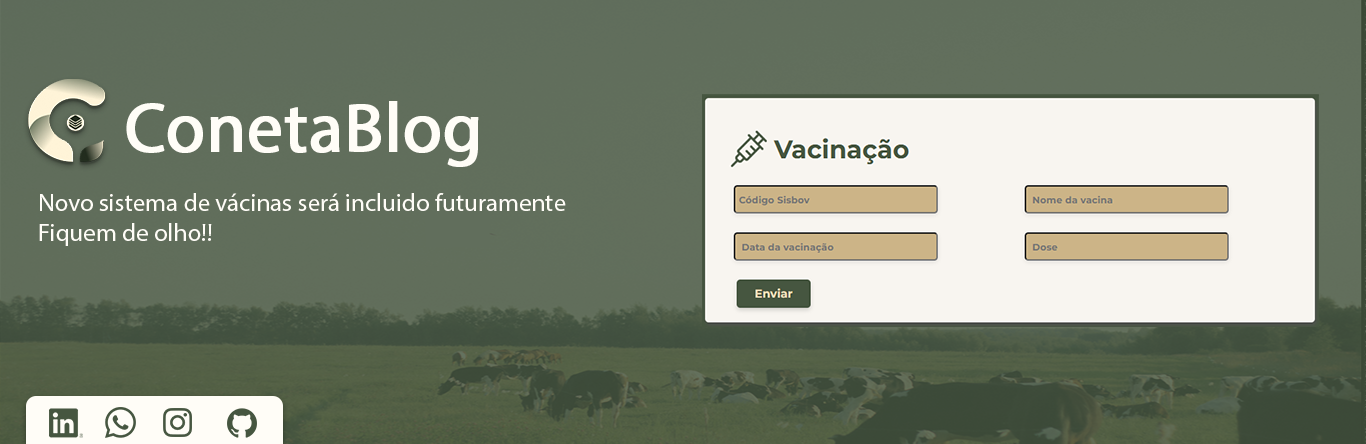 ConetaBlog
Novo sistema de vácinas será incluido futuramente
Fiquem de olho!!
Vacinação
Código Sisbov
Nome da vacina
Data da vacinação
Dose
Enviar
in